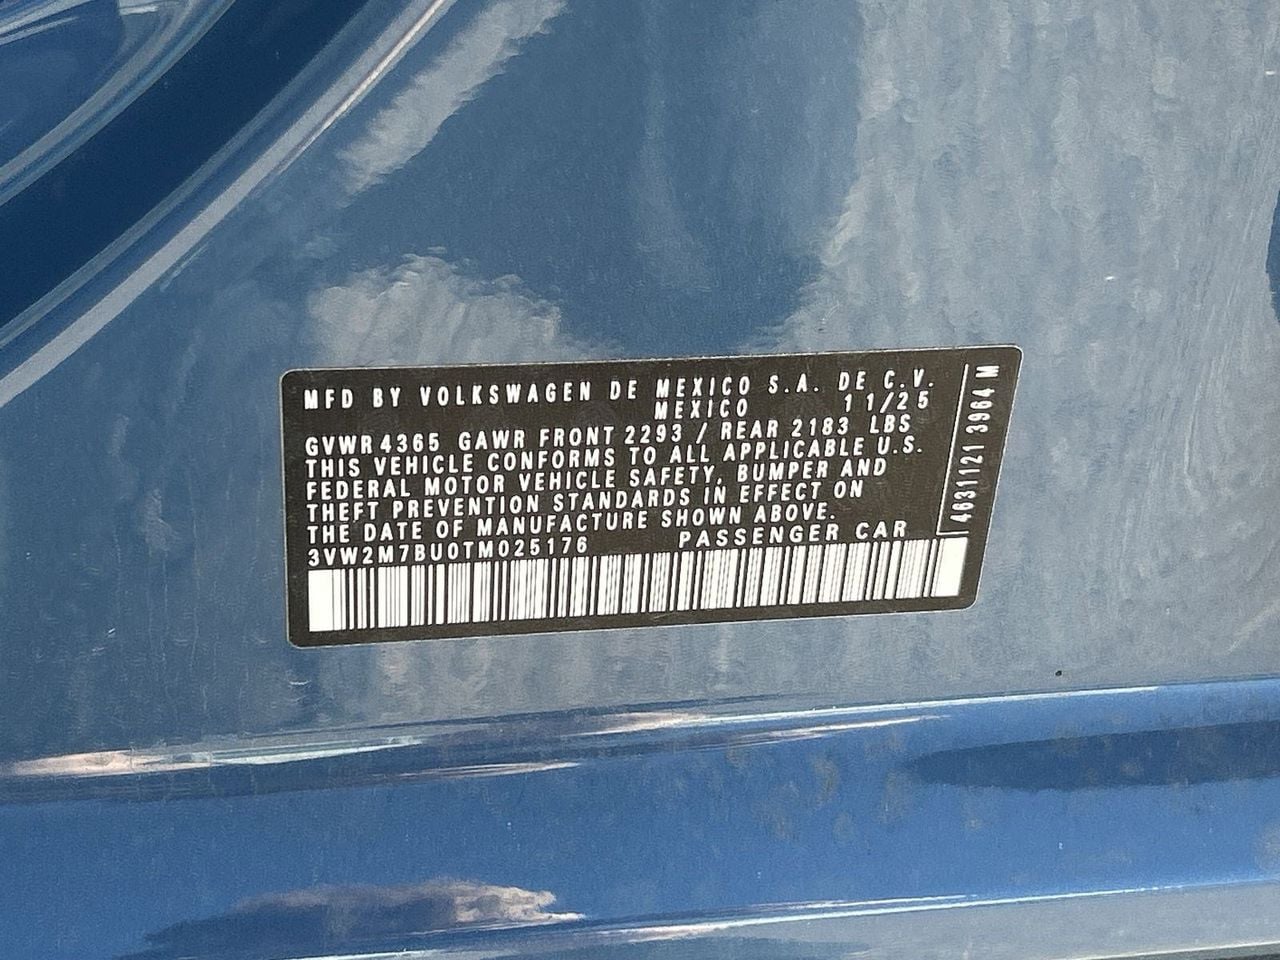 MFD BY VOLKSWAGEN DE MEXICO S.A. DE C.V.
MEXICO 11/25
GVWR 4365 GAWR FRONT 2293 / REAR 2183 LBS
THIS VEHICLE CONFORMS TO ALL APPLICABLE U.S.
FEDERAL MOTOR VEHICLE SAFETY, BUMPER AND
THEFT PREVENTION STANDARDS IN EFFECT ON
THE DATE OF MANUFACTURE SHOWN ABOVE.
3VW2M7BU0TM025176 PASSENGER CAR
4631121 3964 M